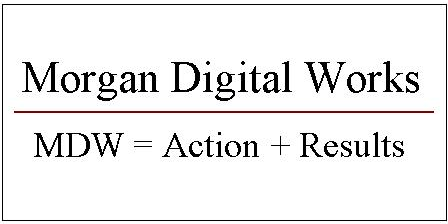 Morgan Digital Works
MDW = Action + Results